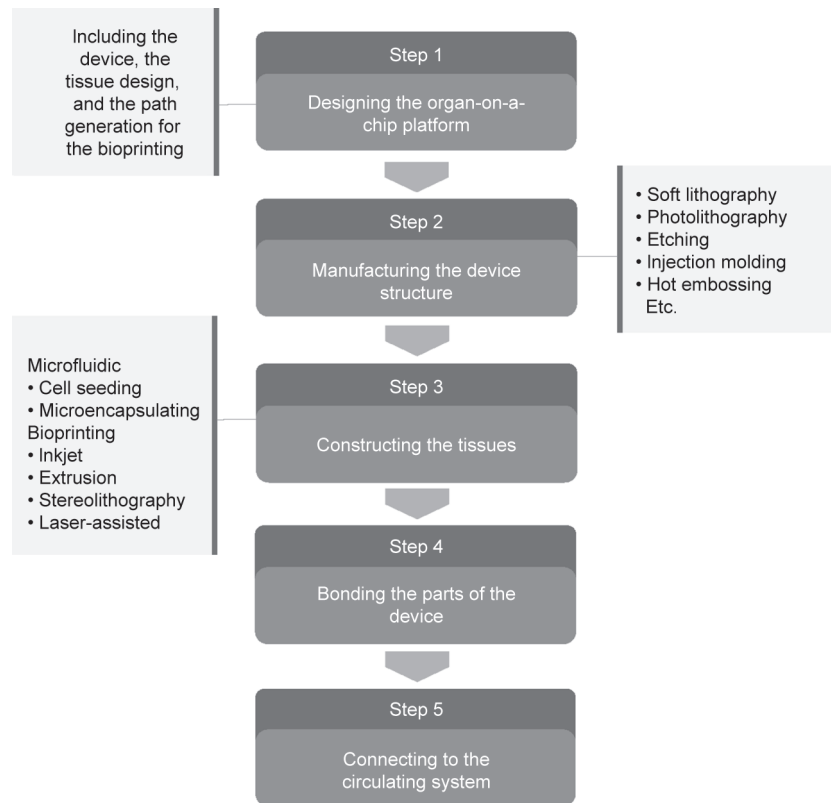 Including the
device, the
tissue design,
and the path
generation for
the bioprinting
Step 1
Designing the organ-on-a-
chip platform
Step 2
Manufacturing the device
structure
• Soft lithography
• Photolithography
• Etching
• Injection molding
• Hot embossing
Etc.
Microfluidic
• Cell seeding
• Microencapsulating
Bioprinting
• Inkjet
• Extrusion
• Stereolithography
• Laser-assisted
Step 3
Constructing the tissues
Step 4
Bonding the parts of the
device
Step 5
Connecting to the
circulating system